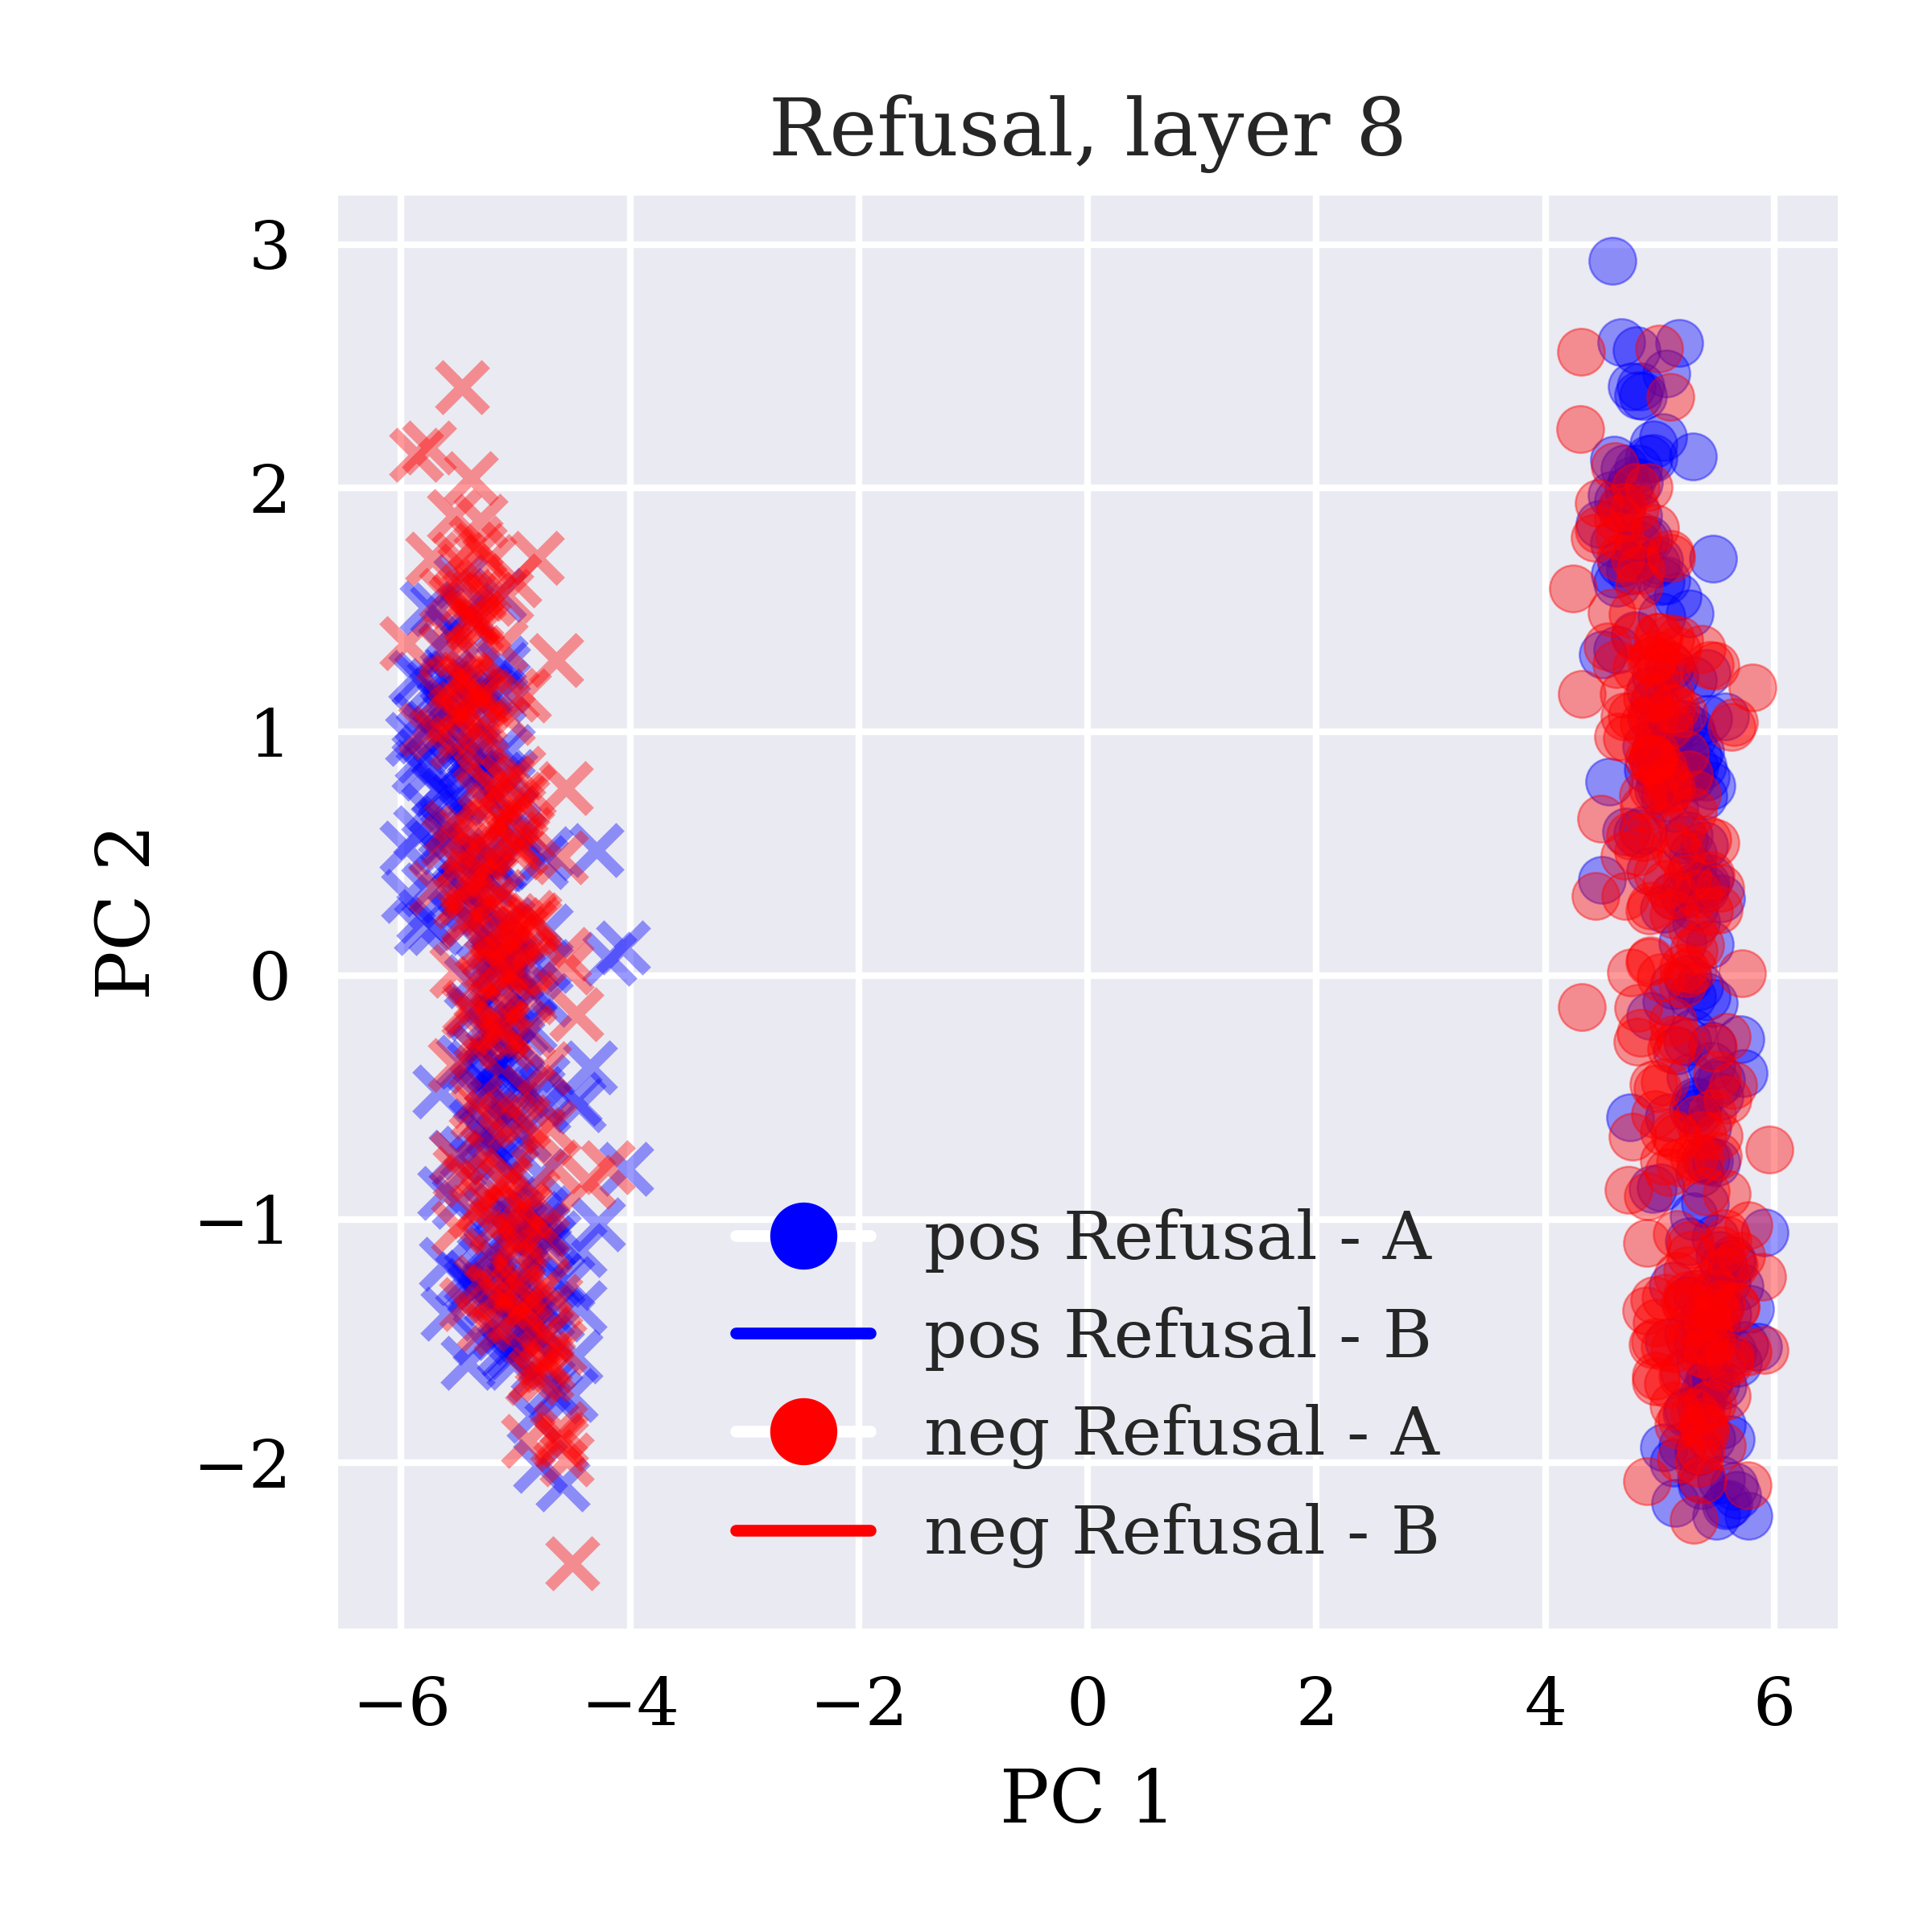 Refusal, layer 8
3
2
1
0
−1
−2
PC 2
pos Refusal - A
pos Refusal - B
neg Refusal - A
neg Refusal - B
−6 −4 −2 0 2 4 6
PC 1